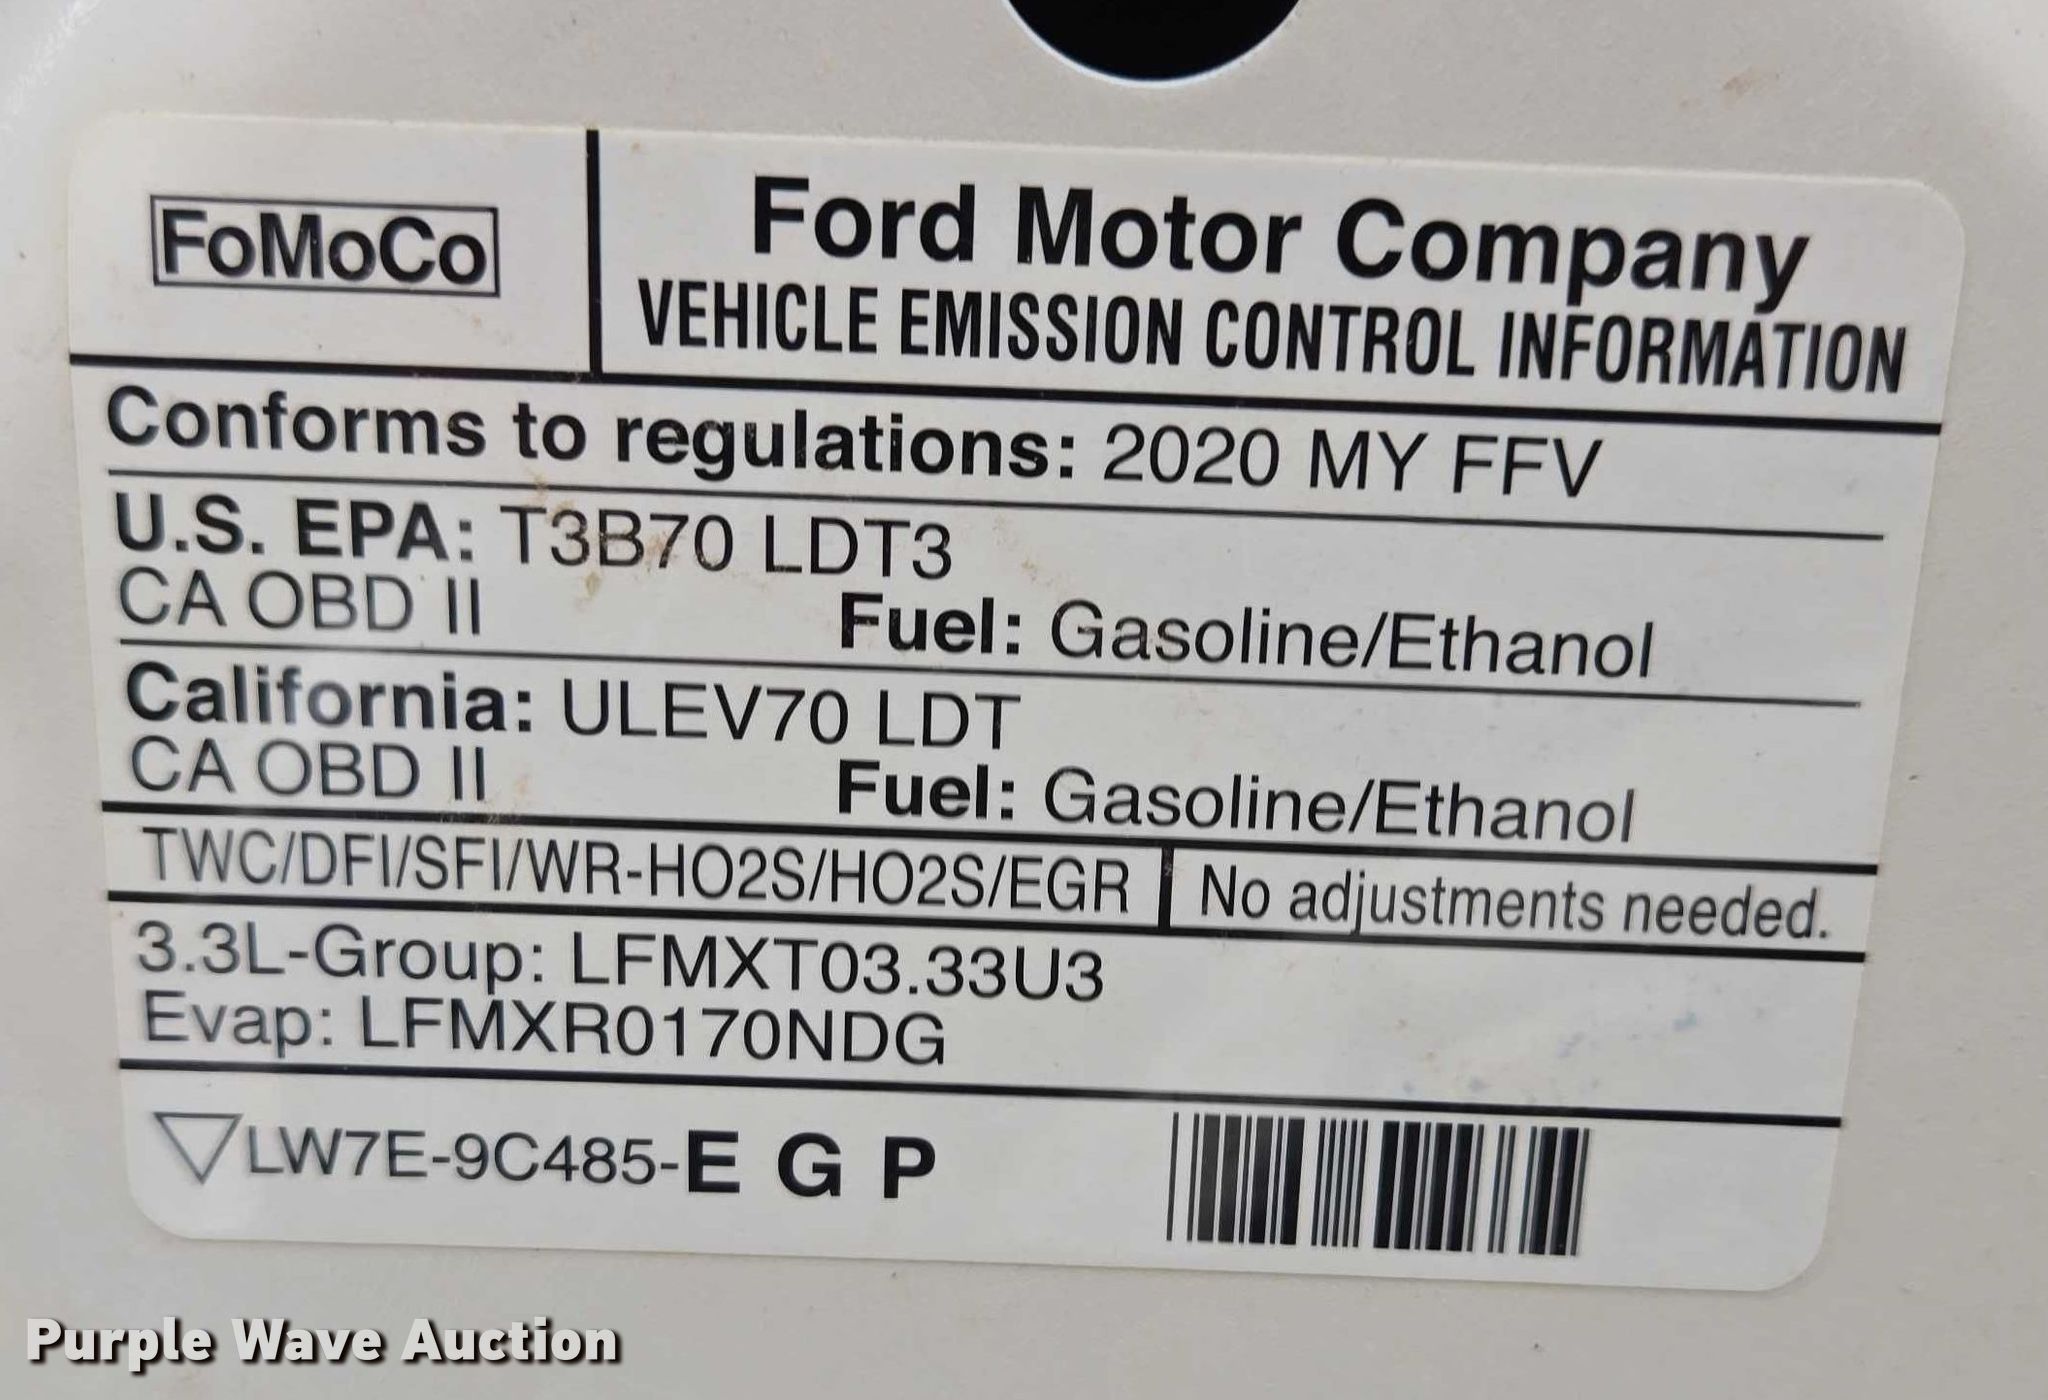 FoMoCo
Ford Motor Company
VEHICLE EMISSION CONTROL INFORMATION
Conforms to regulations: 2020 MY FFV
U.S. EPA: T3B70 LDT3
CA OBD II Fuel: Gasoline/Ethanol
California: ULEV70 LDT
CA OBD II Fuel: Gasoline/Ethanol
TWC/DFI/SFI/WR-HO2S/HO2S/EGR No adjustments needed.
3.3L-Group: LFMXT03.33U3
Evap: LFMXR0170NDG
LW7E-9C485-E G P
Purple Wave Auction